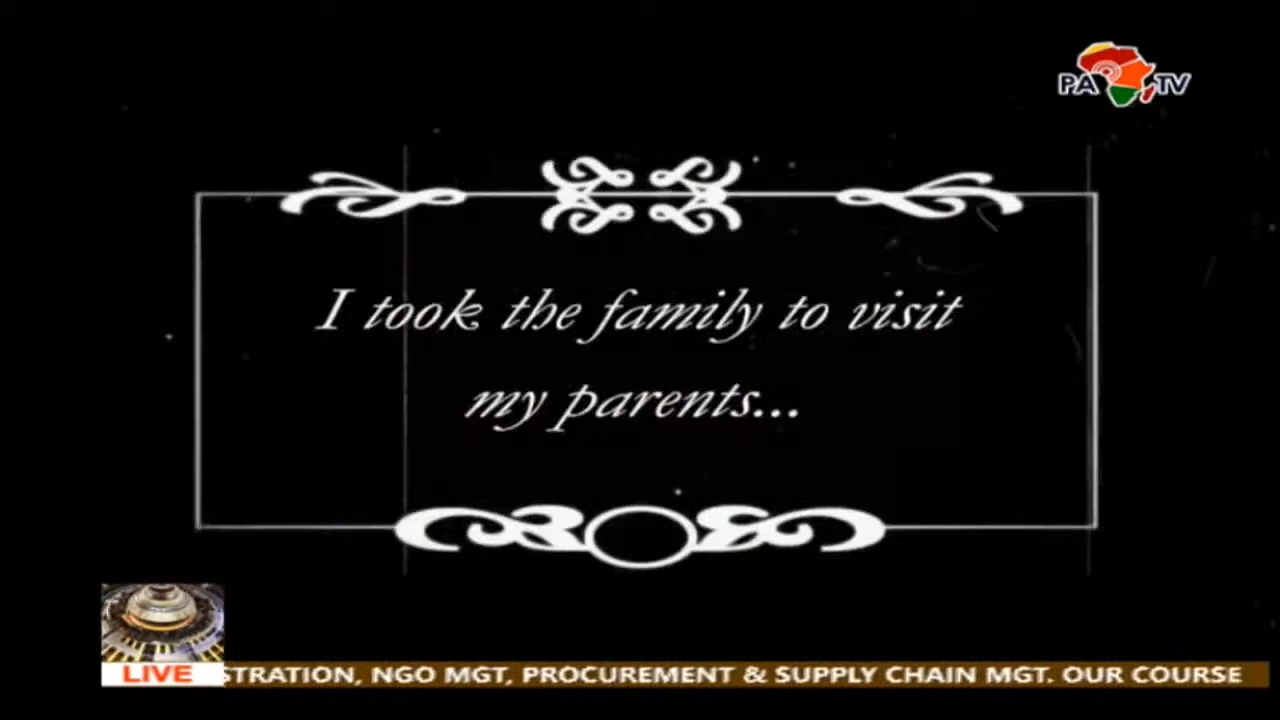 PA TV
I took the family to visit
my parents...
LIVE
STRATION, NGO MGT, PROCUREMENT & SUPPLY CHAIN MGT. OUR COURSE